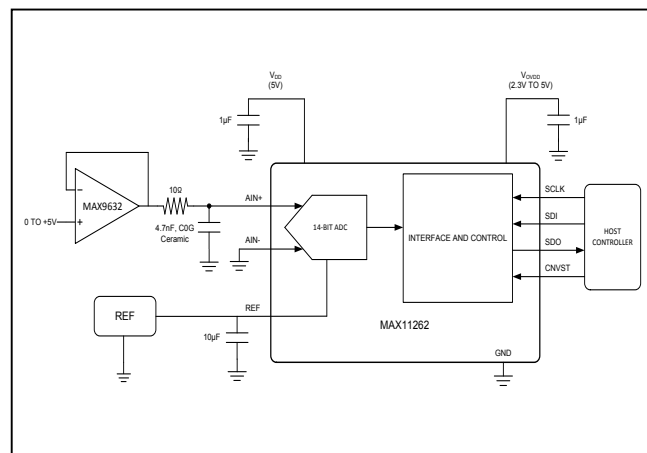 VDD
(5V)
VOVDD
(2.3V TO 5V)
1µF
1µF
MAX9632
0 TO +5V
−
+
10Ω
4.7nF, C0G
Ceramic
AIN+
AIN-
14-BIT ADC
INTERFACE AND CONTROL
SCLK
SDI
SDO
CNVST
HOST
CONTROLLER
REF
REF
10µF
MAX11262
GND